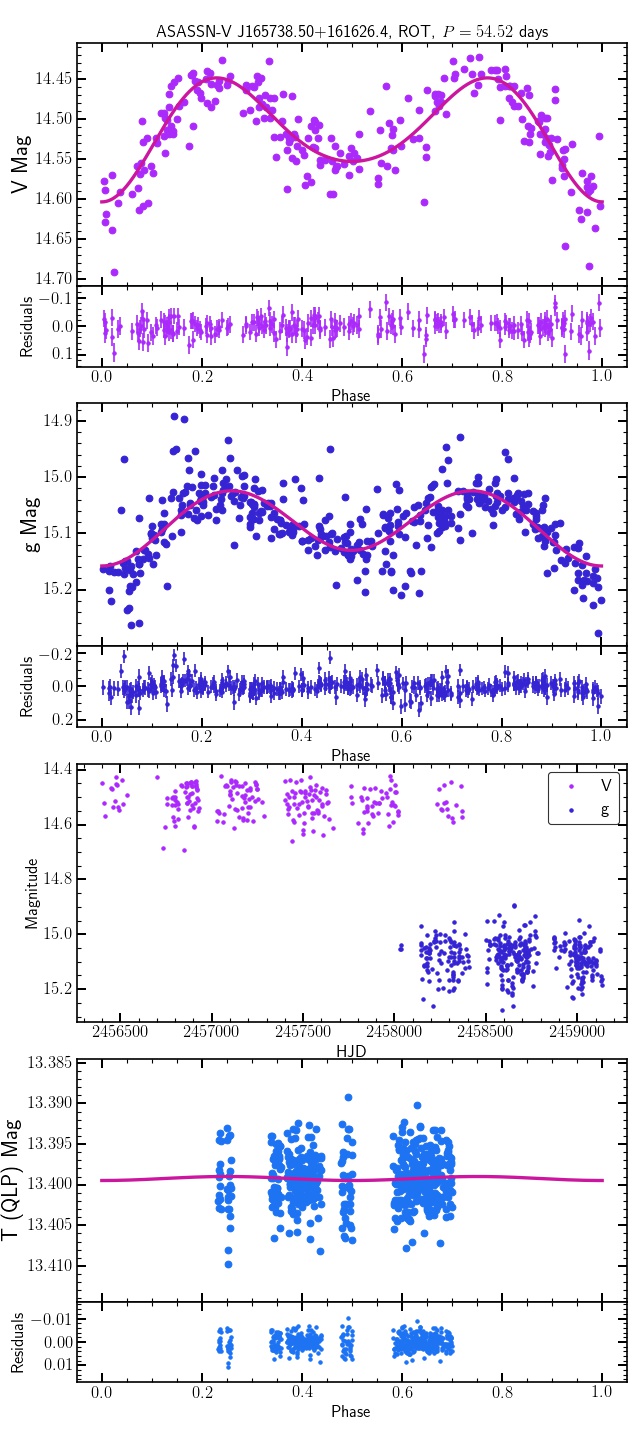 ASASSN-V J165738.50+161626.4, ROT, P = 54.52 days
14.45
14.50
14.55
14.60
14.65
14.70
V Mag
−0.1
0.0
0.1
Residuals
0.0 0.2 0.4 0.6 0.8 1.0
Phase
14.9
15.0
15.1
15.2
g Mag
−0.2
0.0
0.2
Residuals
0.0 0.2 0.4 0.6 0.8 1.0
Phase
14.4
14.6
14.8
15.0
15.2
Magnitude
V
g
2456500 2457000 2457500 2458000 2458500 2459000
HJD
13.385
13.390
13.395
13.400
13.405
13.410
T (QLP) Mag
−0.01
0.00
0.01
Residuals
0.0 0.2 0.4 0.6 0.8 1.0
Phase